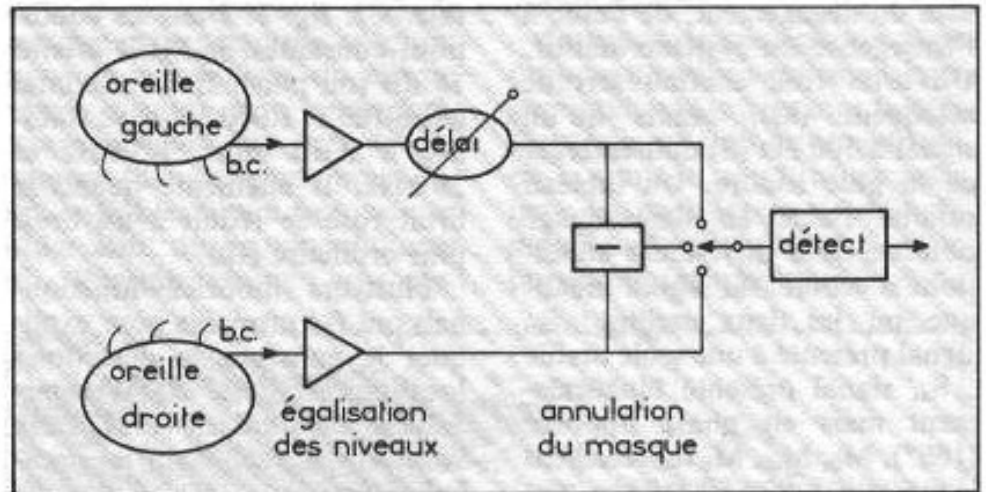 oreille
gauche
b.c.
délai
−
détect
b.c.
oreille
droite
égalisation
des niveaux
annulation
du masque